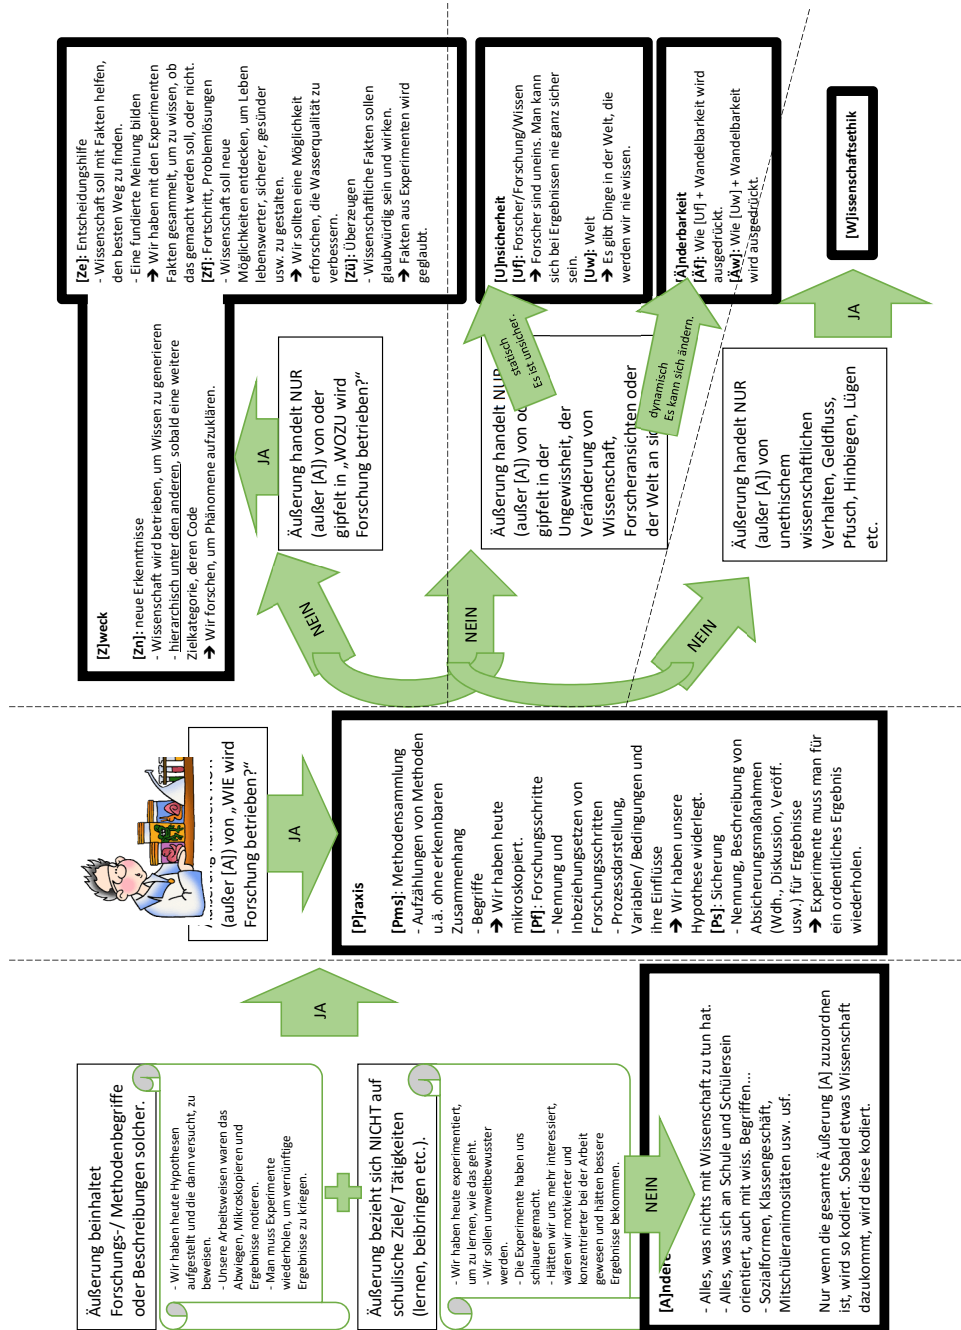 Äußerung beinhaltet
Forschungs-/ Methodenbegriffe
oder Beschreibungen solcher.
- Wir haben heute Hypothesen
aufgestellt und die dann versucht, zu
beweisen.
- Unsere Arbeitsweisen waren das
Abwiegen, Mikroskopieren und
Ergebnisse notieren.
- Man muss Experimente
wiederholen, um vernünftige
Ergebnisse zu kriegen.
Äußerung bezieht sich NICHT auf
schulische Ziele/ Tätigkeiten
(lernen, beibringen etc.).
- Wir haben heute experimentiert,
um zu lernen, wie das geht.
- Wir sollen umweltbewusster
werden.
- Die Experimente haben uns
schlauer gemacht.
- Hätten wir uns mehr interessiert,
wären wir motivierter und
konzentrierter bei der Arbeit
gewesen und hätten bessere
Ergebnisse bekommen.
NEIN
[A]ndere
- Alles, was nichts mit Wissenschaft zu tun hat.
- Alles, was sich an Schule und Schülersein
orientiert, auch mit wiss. Begriffen...
- Sozialformen, Klassengeschäft,
Mitschüleranimositäten usw. usf.
Nur wenn die gesamte Äußerung [A] zuzuordnen
ist, wird so kodiert. Sobald etwas Wissenschaft
dazukommt, wird diese kodiert.
JA
(außer [A]) von „WIE wird
Forschung betrieben?“
JA
[P]raxis
[Pms]: Methodensammlung
- Aufzählungen von Methoden
u.ä. ohne erkennbaren
Zusammenhang
- Begriffe
➔ Wir haben heute
mikroskopiert.
[Pf]: Forschungsschritte
- Nennung und
Inbeziehungsetzen von
Forschungsschritten
- Prozessdarstellung,
Variablen/ Bedingungen und
ihre Einflüsse
➔ Wir haben unsere
Hypothese widerlegt.
[Ps]: Sicherung
- Nennung, Beschreibung von
Absicherungsmaßnahmen
(Wdh., Diskussion, Veröff.
usw.) für Ergebnisse
➔ Experimente muss man für
ein ordentliches Ergebnis
wiederholen.
NEIN
NEIN
NEIN
Äußerung handelt NUR
(außer [A]) von oder
gipfelt in „WOZU wird
Forschung betrieben?“
JA
[Z]weck
[Zn]: neue Erkenntnisse
- Wissenschaft wird betrieben, um Wissen zu generieren
- hierarchisch unter den anderen, sobald eine weitere
Zielkategorie, deren Code
➔ Wir forschen, um Phänomene aufzuklären.
[Ze]: Entscheidungshilfe
- Wissenschaft soll mit Fakten helfen,
den besten Weg zu finden.
- Eine fundierte Meinung bilden
➔ Wir haben mit den Experimenten
Fakten gesammelt, um zu wissen, ob
das gemacht werden soll, oder nicht.
[Zf]: Fortschritt, Problemlösungen
- Wissenschaft soll neue
Möglichkeiten entdecken, um Leben
lebenswerter, sicherer, gesünder
usw. zu gestalten.
➔ Wir sollten eine Möglichkeit
erforschen, die Wasserqualität zu
verbessern.
[Zü]: Überzeugen
- Wissenschaftliche Fakten sollen
glaubwürdig sein und wirken.
➔ Fakten aus Experimenten wird
geglaubt.
Äußerung handelt NUR
(außer [A]) von
gipfelt in der
Ungewissheit, der
Veränderung von
Wissenschaft,
Forscheransichten oder
der Welt an
statisch
Es ist unsicher.
dynamisch
Es kann sich ändern.
[U]nsicherheit
[Uf]: Forscher/Forschung/Wissen
➔ Forscher sind uneins. Man kann
sich bei Ergebnissen nie ganz sicher
sein.
[Uw]: Welt
➔ Es gibt Dinge in der Welt, die
werden wir nie wissen.
[Ä]nderbarkeit
[Äf]: Wie [Uf] + Wandelbarkeit wird
ausgedrückt.
[Äw]: Wie [Uw] + Wandelbarkeit
wird ausgedrückt.
Äußerung handelt NUR
(außer [A]) von
unethischem
wissenschaftlichen
Verhalten, Geldfluss,
Pfusch, Hinbiegen, Lügen
etc.
JA
[W]issenschaftsethik